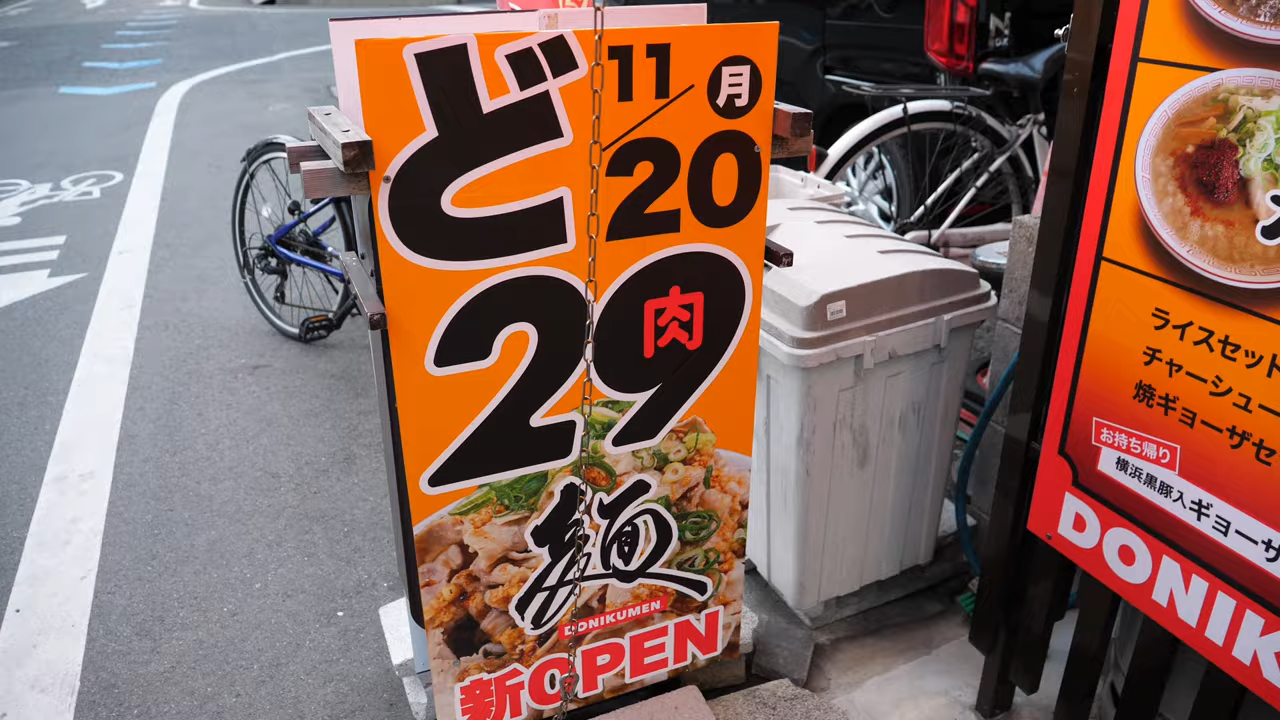 ど
11/20
月
29
肉
麺
DONIKUMEN
新OPEN
ライスセット
チャーシュー
焼ギョーザセ
お持ち帰り
横浜黒豚入ギョーザ
DONIK